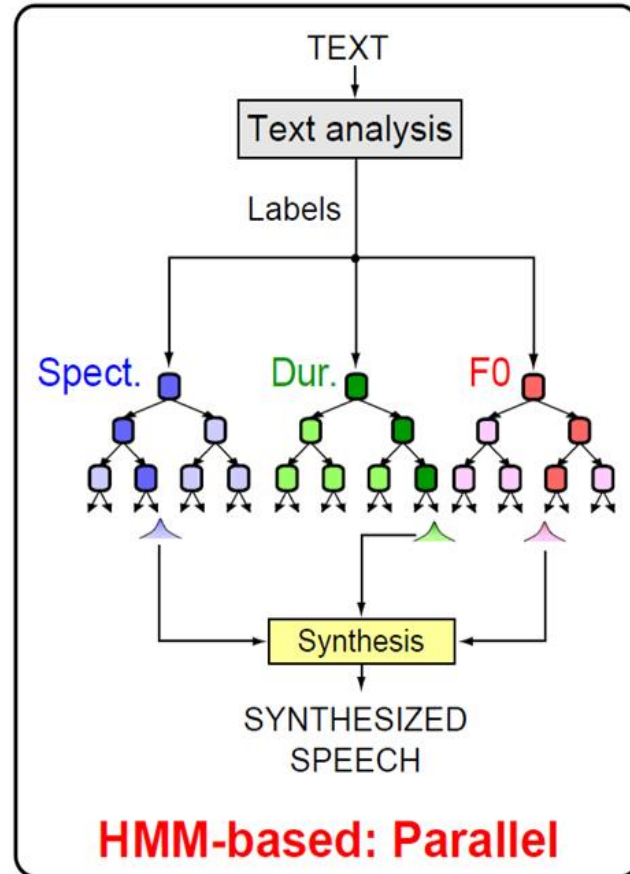 TEXT
Text analysis
Labels
Spect.
Dur.
F0
Synthesis
SYNTHESIZED
SPEECH
HMM-based: Parallel